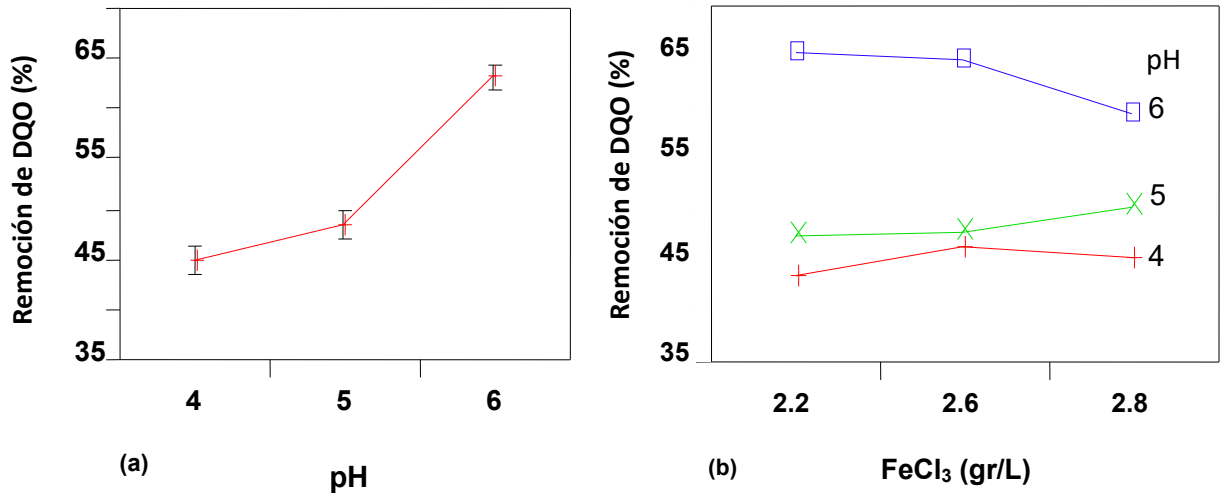 Remoción de DQO (%)
65
55
45
35
4 5 6
(a)
pH
Remoción de DQO (%)
65
55
45
35
pH
6
5
4
2.2 2.6 2.8
(b)
FeCl₃ (gr/L)